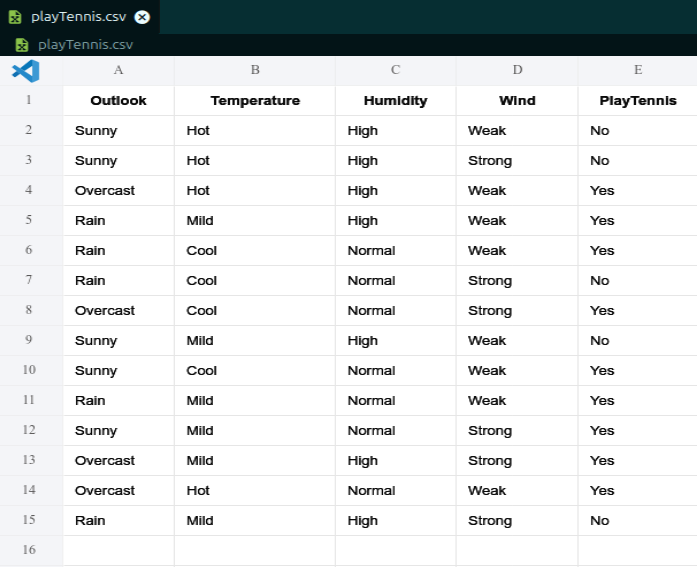 playTennis.csv
playTennis.csv
A B C D E
1 Outlook Temperature Humidity Wind PlayTennis
2 Sunny Hot High Weak No
3 Sunny Hot High Strong No
4 Overcast Hot High Weak Yes
5 Rain Mild High Weak Yes
6 Rain Cool Normal Weak Yes
7 Rain Cool Normal Strong No
8 Overcast Cool Normal Strong Yes
9 Sunny Mild High Weak No
10 Sunny Cool Normal Weak Yes
11 Rain Mild Normal Weak Yes
12 Sunny Mild Normal Strong Yes
13 Overcast Mild High Strong Yes
14 Overcast Hot Normal Weak Yes
15 Rain Mild High Strong No
16